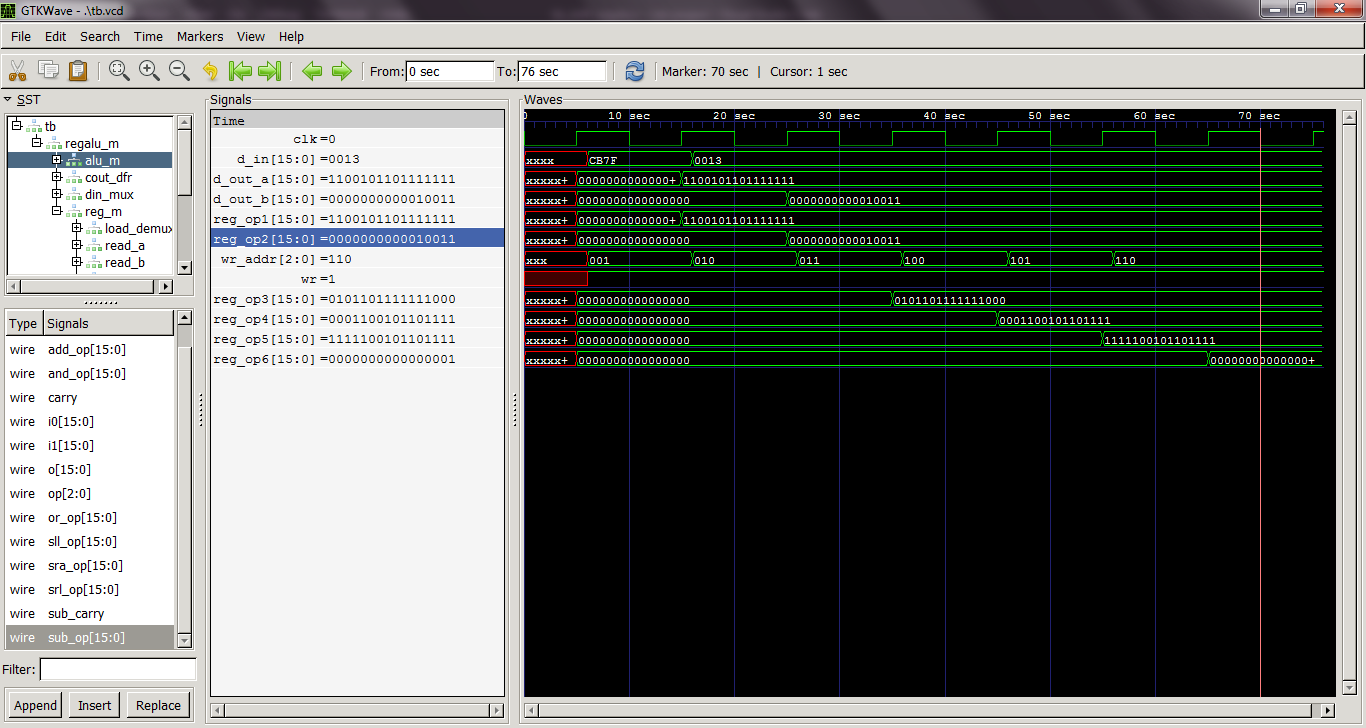 GTKWave - .\tb.vcd
File Edit Search Time Markers View Help
From: 0 sec To: 76 sec Marker: 70 sec | Cursor: 1 sec
SST
tb
regalu_m
alu_m
cout_dfr
din_mux
reg_m
load_demux
read_a
read_b
Type Signals
wire add_op[15:0]
wire and_op[15:0]
wire carry
wire i0[15:0]
wire i1[15:0]
wire o[15:0]
wire op[2:0]
wire or_op[15:0]
wire sll_op[15:0]
wire sra_op[15:0]
wire srl_op[15:0]
wire sub_carry
wire sub_op[15:0]
Filter:
Append Insert Replace
Signals
Time
clk=0
d_in[15:0]=0013
d_out_a[15:0]=1100101101111111
d_out_b[15:0]=0000000000010011
reg_op1[15:0]=1100101101111111
reg_op2[15:0]=0000000000010011
wr_addr[2:0]=110
wr=1
reg_op3[15:0]=0101101111111000
reg_op4[15:0]=0001100101101111
reg_op5[15:0]=1111100101101111
reg_op6[15:0]=0000000000000001
Waves
0 10 sec 20 sec 30 sec 40 sec 50 sec 60 sec 70 sec
xxxx CB7F 0013
xxxxx+ 0000000000000+ 1100101101111111
xxxxx+ 0000000000000000 0000000000010011
xxxxx+ 0000000000000+ 1100101101111111
xxxxx+ 0000000000000000 0000000000010011
xxx 001 010 011 100 101 110
xxxxx+ 0000000000000000 0101101111111000
xxxxx+ 0000000000000000 0001100101101111
xxxxx+ 0000000000000000 1111100101101111
xxxxx+ 0000000000000000 00000000000000+